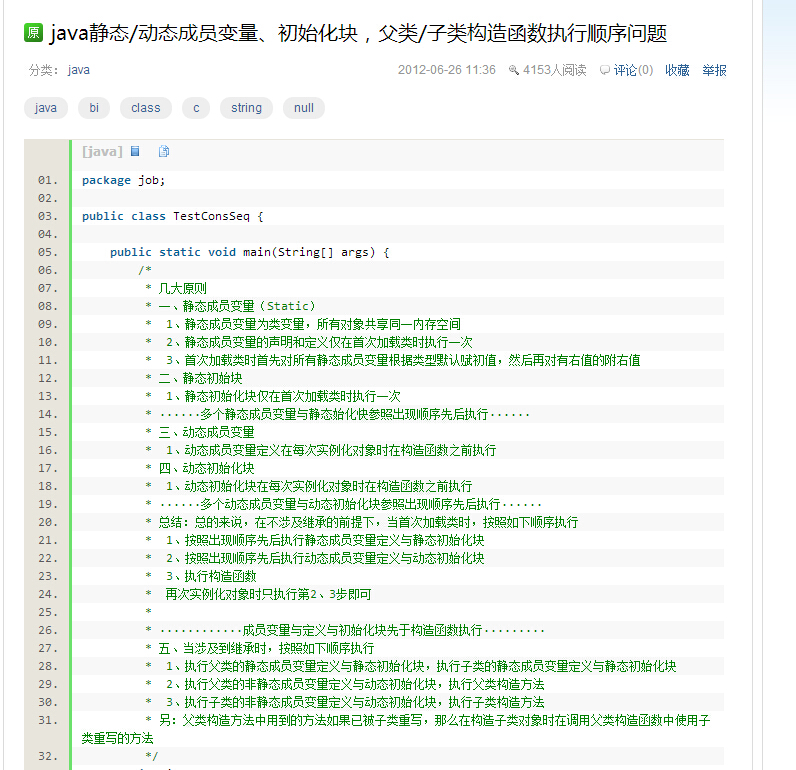 原 java静态/动态成员变量、初始化块，父类/子类构造函数执行顺序问题
分类： java 2012-06-26 11:36 4153人阅读 评论(0) 收藏 举报
java bi class c string null
[java]
01. package job;
02.
03. public class TestConsSeq {
04.
05. public static void main(String[] args) {
06. /*
07. * 几大原则
08. * 一、静态成员变量（Static）
09. * 1、静态成员变量为类变量，所有对象共享同一内存空间
10. * 2、静态成员变量的声明和定义仅在首次加载类时执行一次
11. * 3、首次加载类时首先对所有静态成员变量根据类型默认赋初值，然后再对有右值的附右值
12. * 二、静态初始块
13. * 1、静态初始化块仅在首次加载类时执行一次
14. * ······多个静态成员变量与静态始化快参照出现顺序先后执行······
15. * 三、动态成员变量
16. * 1、动态成员变量定义在每次实例化对象时在构造函数之前执行
17. * 四、动态初始化块
18. * 1、动态初始化块在每次实例化对象时在构造函数之前执行
19. * ······多个动态成员变量与动态初始化块参照出现顺序先后执行······
20. * 总结：总的来说，在不涉及继承的前提下，当首次加载类时，按照如下顺序执行
21. * 1、按照出现顺序先后执行静态成员变量定义与静态初始化块
22. * 2、按照出现顺序先后执行动态成员变量定义与动态初始化块
23. * 3、执行构造函数
24. * 再次实例化对象时只执行第2、3步即可
25. *
26. * ············成员变量与定义与初始化块先于构造函数执行·········
27. * 五、当涉及到继承时，按照如下顺序执行
28. * 1、执行父类的静态成员变量定义与静态初始化块，执行子类的静态成员变量定义与静态初始化块
29. * 2、执行父类的非静态成员变量定义与动态初始化块，执行父类构造方法
30. * 3、执行子类的非静态成员变量定义与动态初始化块，执行子类构造方法
31. * 另：父类构造方法中用到的方法如果已被子类重写，那么在构造子类对象时在调用父类构造函数中使用子
类重写的方法
32. */